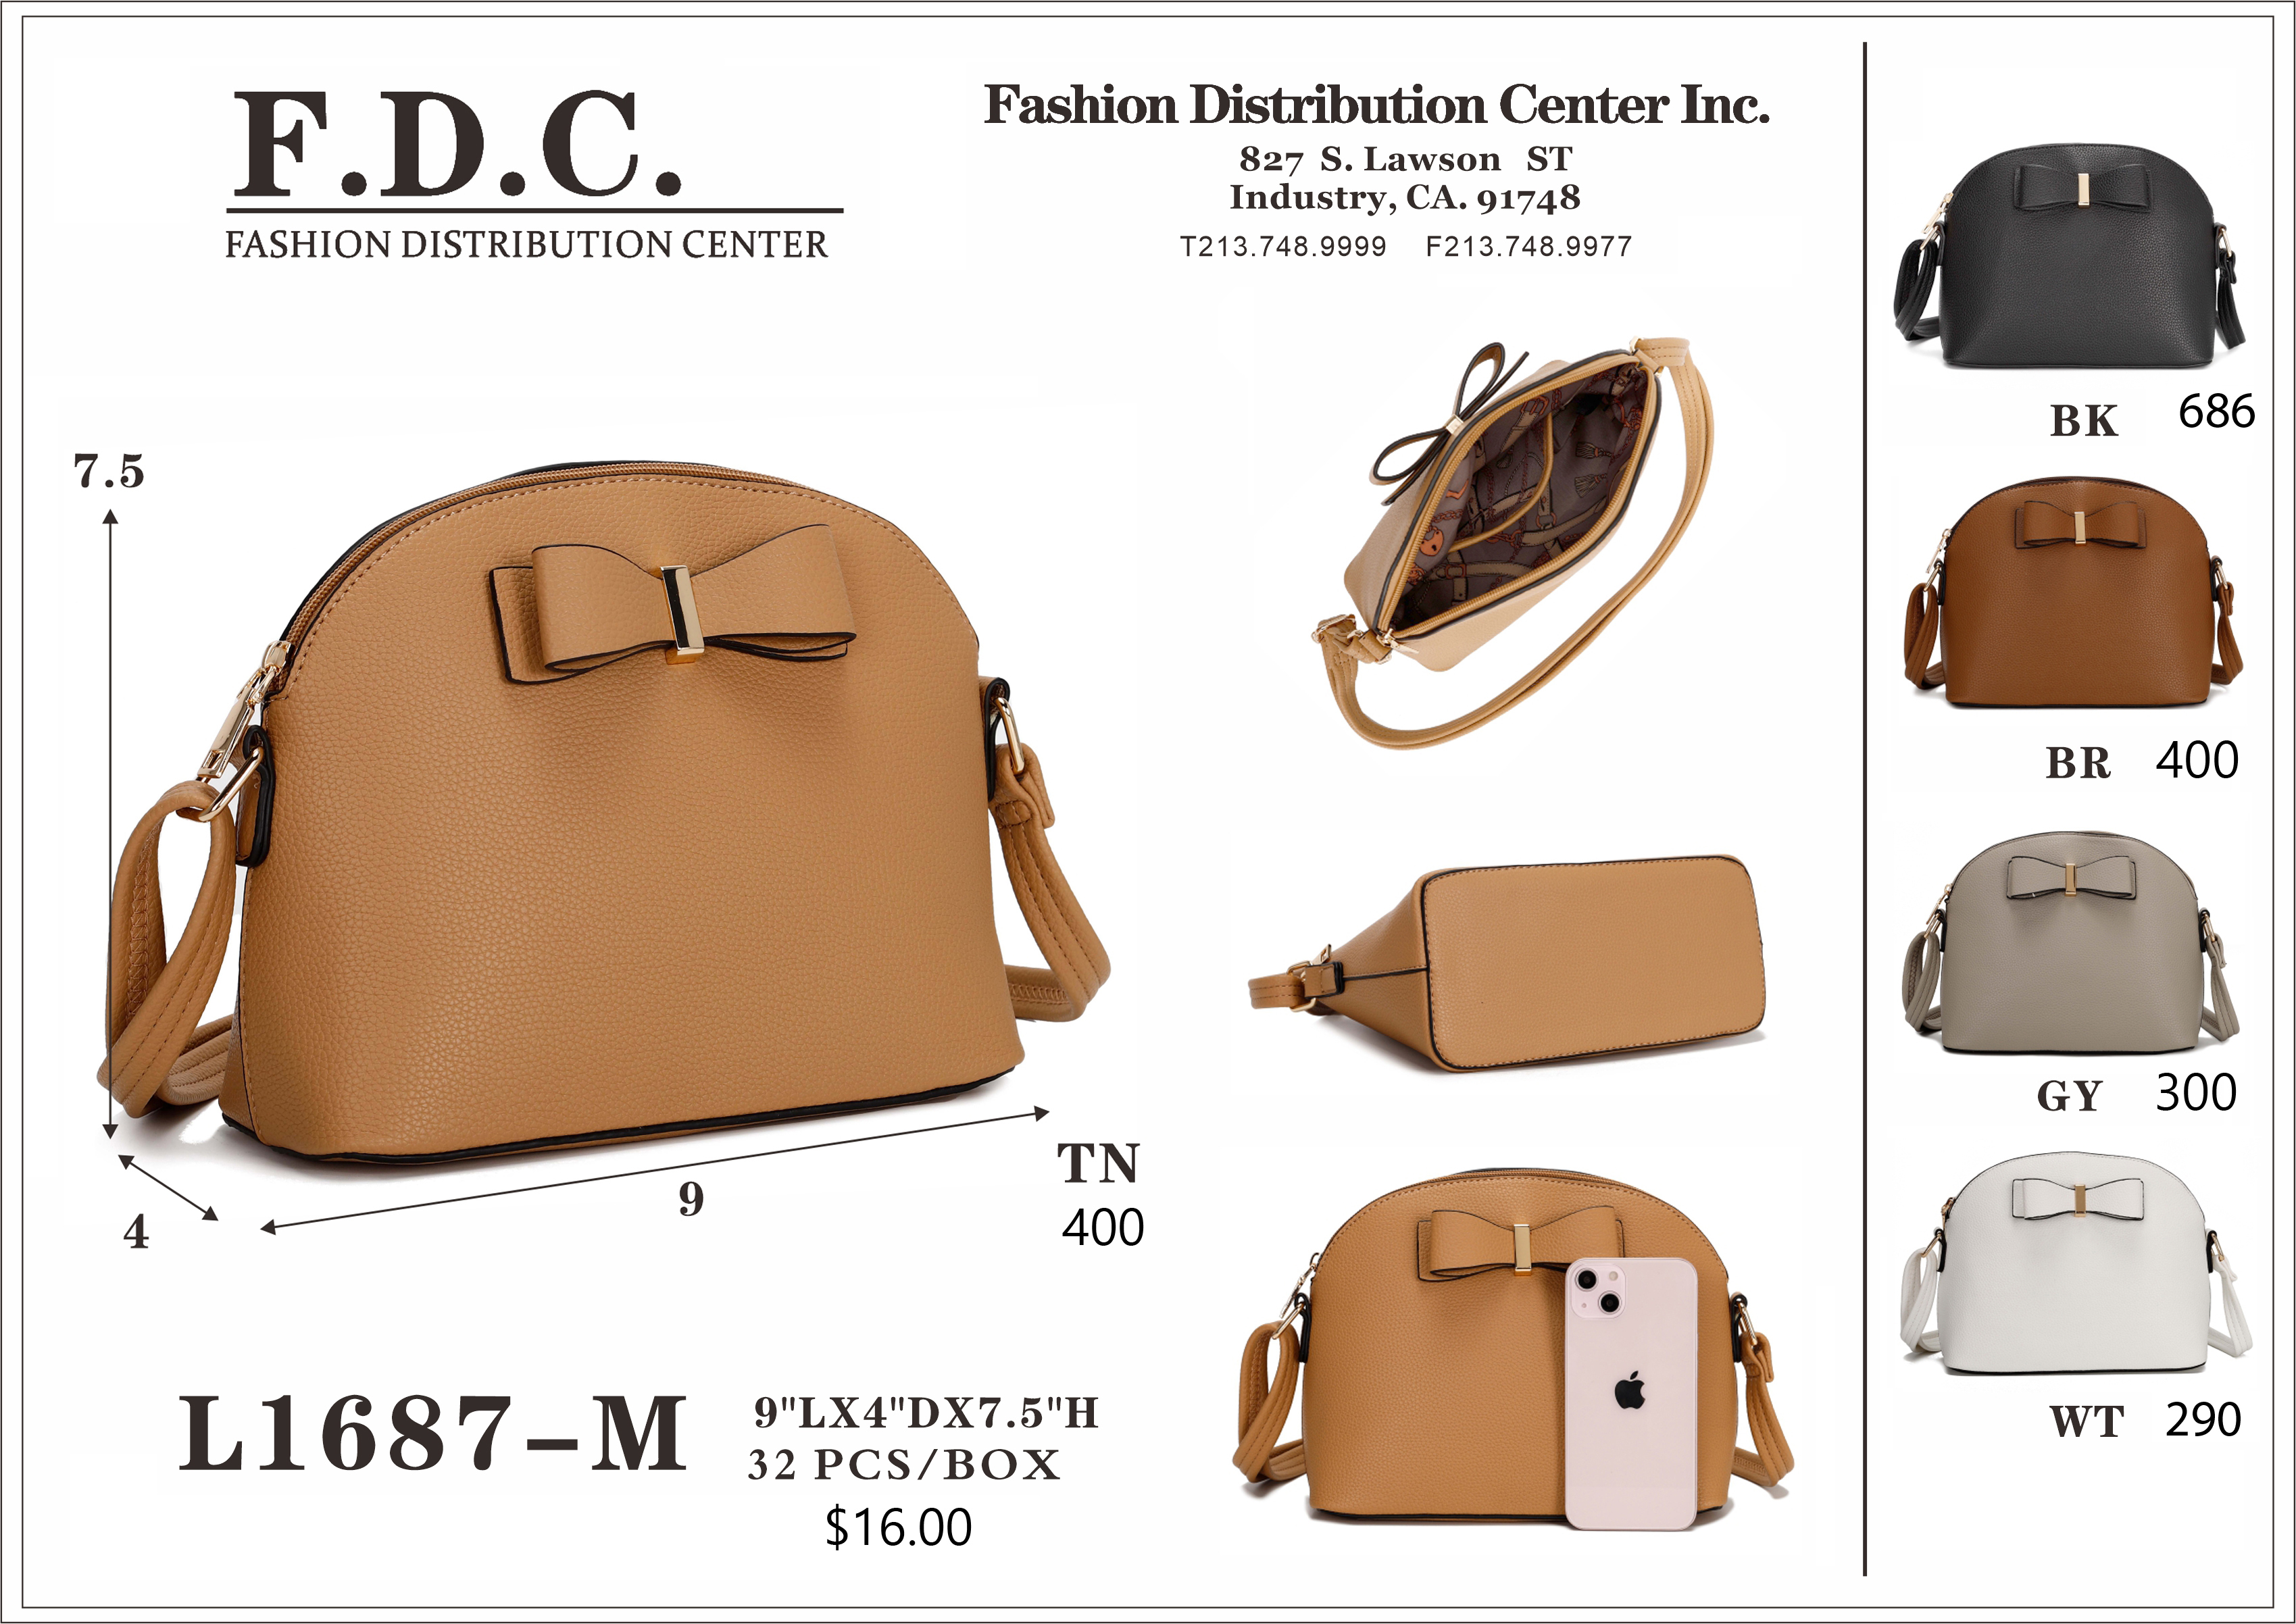 F.D.C.
FASHION DISTRIBUTION CENTER
Fashion Distribution Center Inc.
827 S. Lawson ST
Industry, CA. 91748
T213.748.9999 F213.748.9977
7.5
4
9
TN
400
L1687-M
9"LX4"DX7.5"H
32 PCS/BOX
$16.00
BK 686
BR 400
GY 300
WT 290